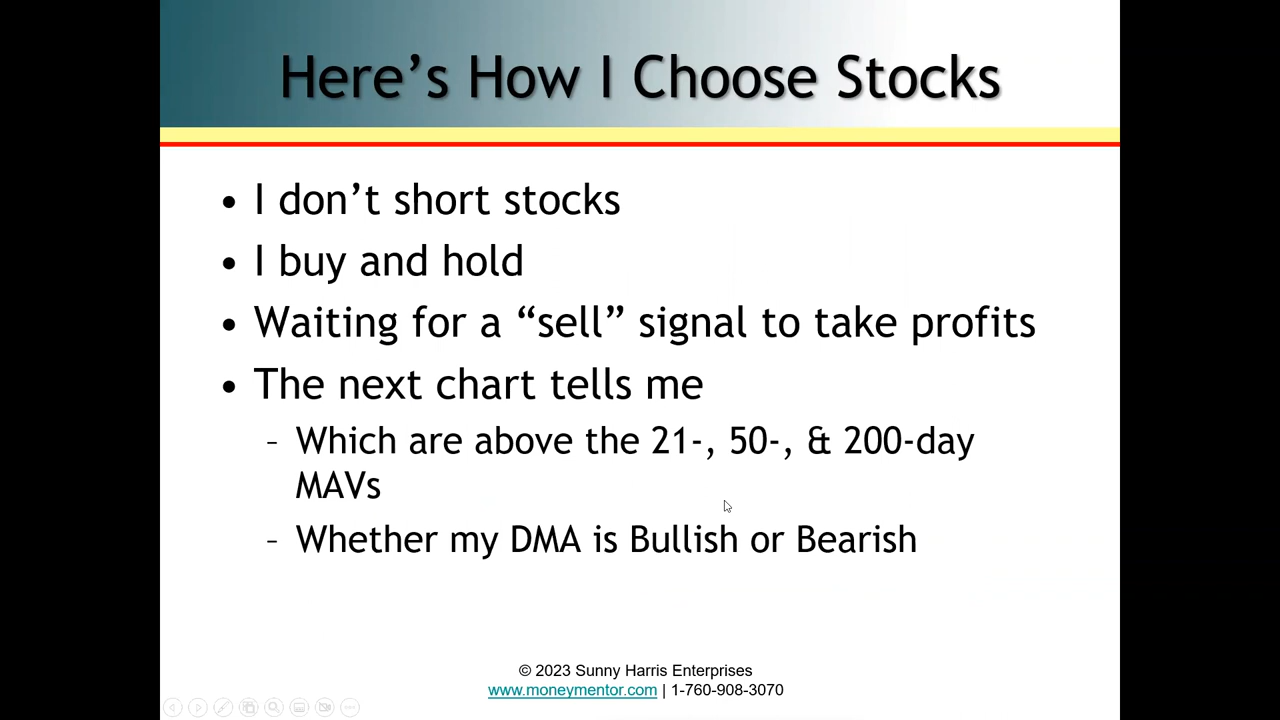 Here’s How I Choose Stocks
• I don’t short stocks
• I buy and hold
• Waiting for a “sell” signal to take profits
• The next chart tells me
– Which are above the 21-, 50-, & 200-day
MAVs
– Whether my DMA is Bullish or Bearish
© 2023 Sunny Harris Enterprises
www.moneymentor.com | 1-760-908-3070